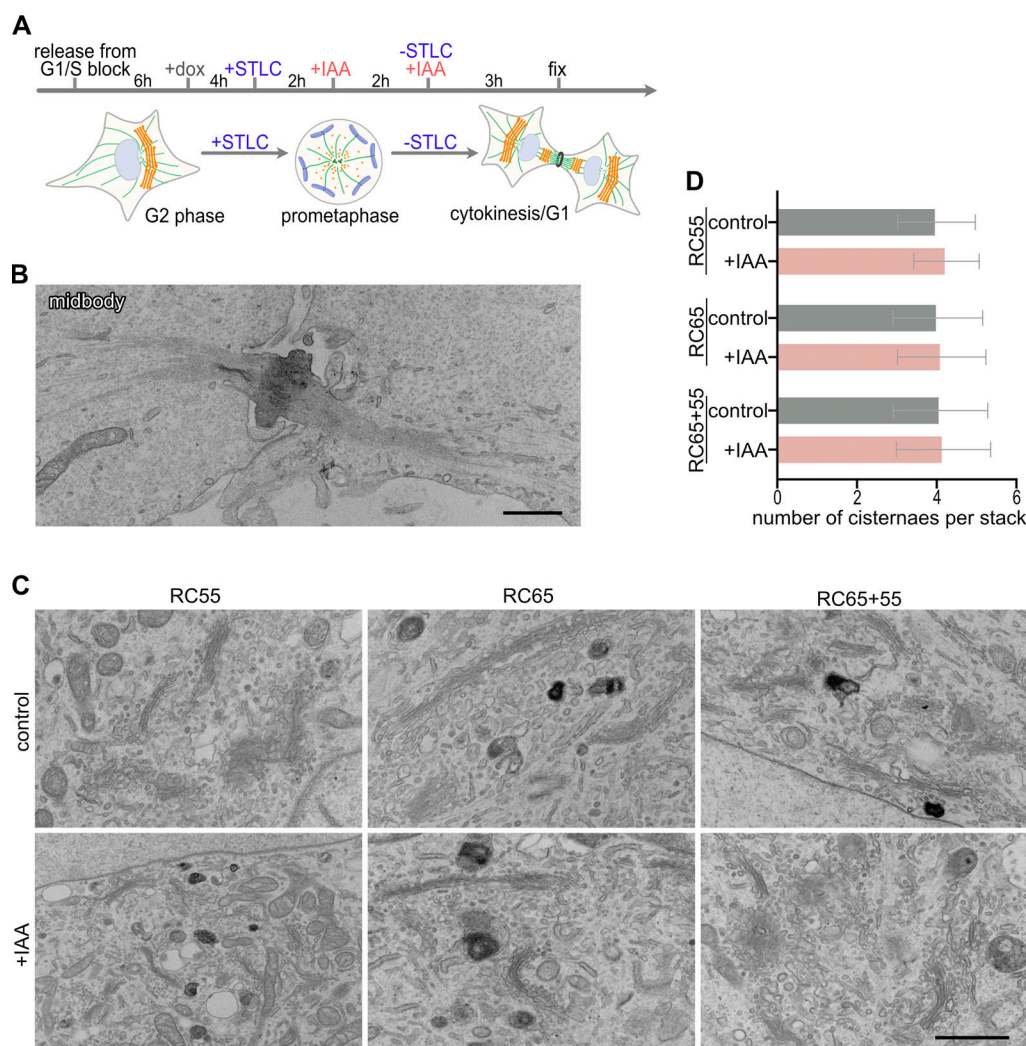 A
release from
G1/S block
6h
+dox
4h
+STLC
2h
+IAA
2h
-STLC
+IAA
3h
fix
+STLC
-STLC
G2 phase
prometaphase
cytokinesis/G1
B
midbody
D
RC55
control
+IAA
RC65
control
+IAA
RC65+55
control
+IAA
0 2 4 6
number of cisternaes per stack
C
RC55 RC65 RC65+55
control
+IAA